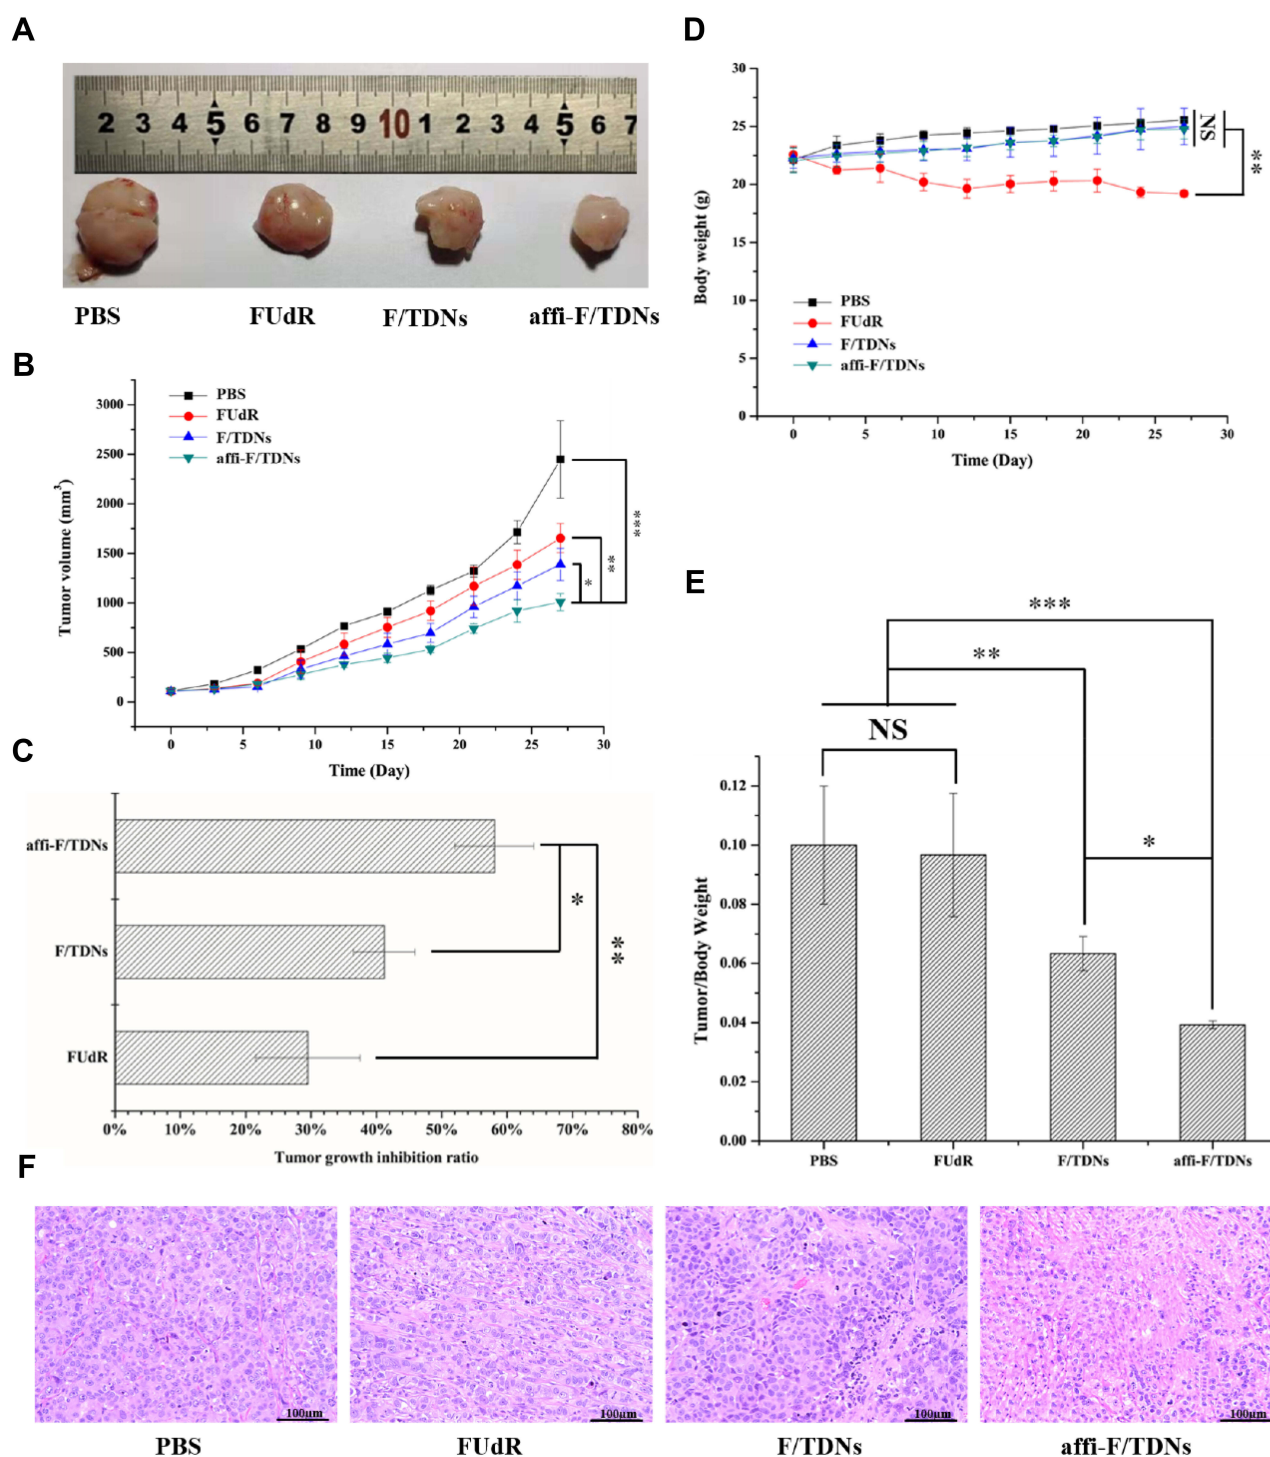 A
2 3 4 5 6 7 8 9 10 1 2 3 4 5 6 7
PBS FUdR F/TDNs affi-F/TDNs
B
PBS
FUdR
F/TDNs
affi-F/TDNs
3000
2500
2000
1500
1000
500
0
Tumor volume (mm³)
***
**
*
0 5 10 15 20 25 30
Time (Day)
C
affi-F/TDNs
F/TDNs
FUdR
*
**
0% 10% 20% 30% 40% 50% 60% 70% 80%
Tumor growth inhibition ratio
D
30
25
20
15
10
5
0
Body weight (g)
NS
**
PBS
FUdR
F/TDNs
affi-F/TDNs
0 5 10 15 20 25 30
Time (Day)
E
***
**
NS
*
0.12
0.10
0.08
0.06
0.04
0.02
0.00
Tumor/Body Weight
PBS FUdR F/TDNs affi-F/TDNs
F
100μm 100μm 100μm 100μm
PBS FUdR F/TDNs affi-F/TDNs